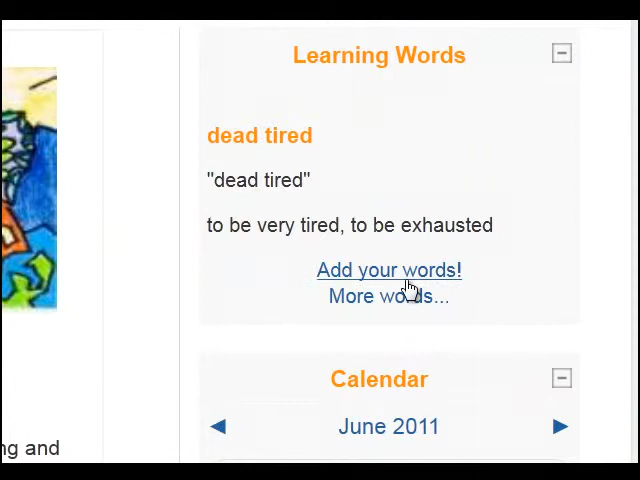 Learning Words
dead tired
"dead tired"
to be very tired, to be exhausted
Add your words!
More words...
Calendar
June 2011
ng and